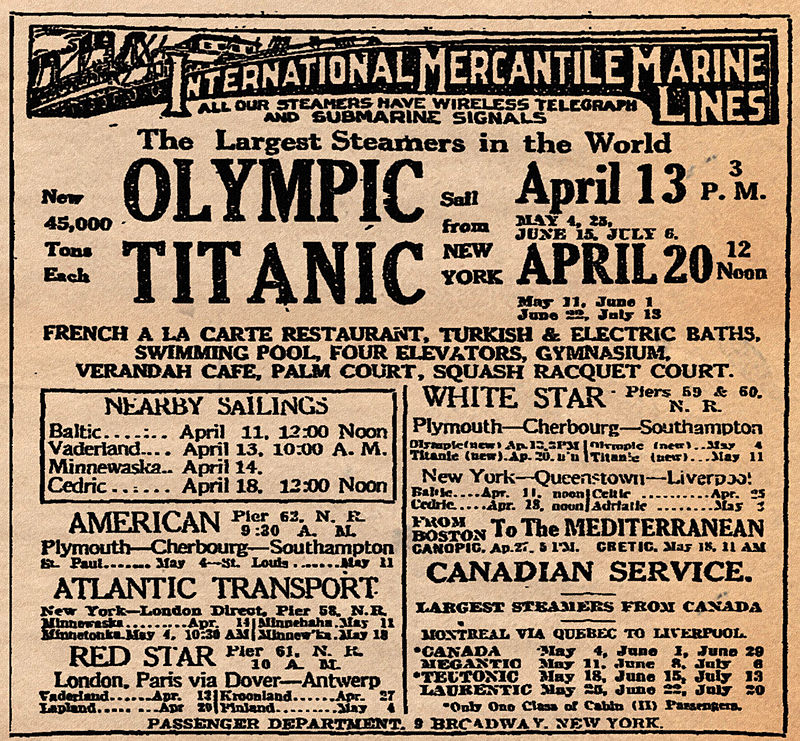 INTERNATIONAL MERCANTILE MARINE LINES
ALL OUR STEAMERS HAVE WIRELESS TELEGRAPH
AND SUBMARINE SIGNALS
The Largest Steamers in the World
New 45,000 Tons Each
OLYMPIC
TITANIC
Sail from NEW YORK
April 13 3 P. M.
MAY 4, 25,
JUNE 15, JULY 6.
APRIL 20 12 Noon
May 11, June 1
June 22, July 13
FRENCH A LA CARTE RESTAURANT, TURKISH & ELECTRIC BATHS,
SWIMMING POOL, FOUR ELEVATORS, GYMNASIUM,
VERANDAH CAFE, PALM COURT, SQUASH RACQUET COURT.
NEARBY SAILINGS
Baltic...... April 11, 12:00 Noon
Vaderland.... April 13, 10:00 A. M.
Minnewaska.. April 14.
Cedric...... April 18, 12:00 Noon
AMERICAN Pier 62, N. R.
9:30 A. M.
Plymouth—Cherbourg—Southampton
St. Paul....... May 4—St. Louis ......May 11
ATLANTIC TRANSPORT.
New York—London Direct, Pier 58, N.R.
Minnewaska......Apr. 14|Minnehaha.May 11
Minnetonka.May 4, 10:30 AM|Minnew'ka.May 18
RED STAR Pier 61, N. R.
10 A. M.
London, Paris via Dover—Antwerp
Vaderland.....Apr. 13|Kroonland....Apr. 27
Lapland.......Apr 20|Finland......May 4
WHITE STAR Piers 59 & 60,
N. R.
Plymouth—Cherbourg—Southampton
Olympic(new) Ap.13,3PM|Olympic (new)...May 4
Titanic (new).Ap.20, n'n|Titanic (new)...May 11
New York—Queenstown—Liverpool
Baltic....Apr. 11, noon|Celtic ..........Apr. 25
Cedric....Apr. 18, noon|Adriatic ........May 2
FROM BOSTON To The MEDITERRANEAN
CANOPIC, Ap.27, 5 P.M. CRETIC, May 18, 11 AM
CANADIAN SERVICE.
LARGEST STEAMERS FROM CANADA
MONTREAL VIA QUEBEC TO LIVERPOOL.
*CANADA May 4, June 1, June 29
MEGANTIC May 11, June 8, July 6
*TEUTONIC May 18, June 15, July 13
LAURENTIC May 25, June 22, July 20
*Only One Class of Cabin (II) Passengers.
PASSENGER DEPARTMENT, 9 BROADWAY, NEW YORK.